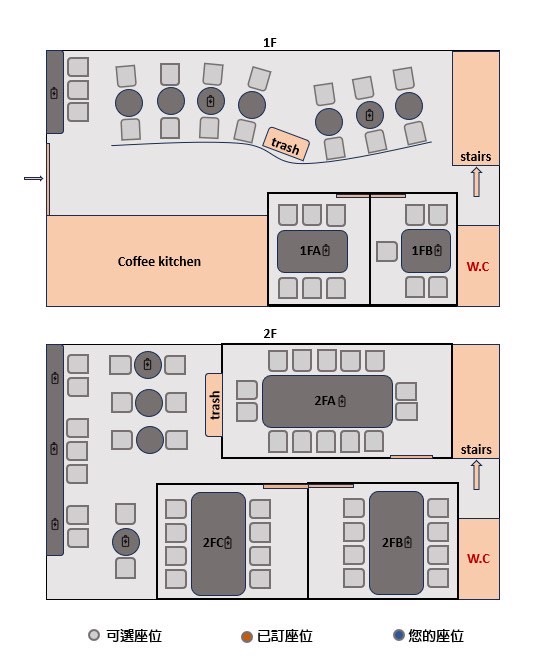 1F
trash
stairs
1FA
1FB
Coffee kitchen
W.C
2F
trash
2FA
stairs
2FC
2FB
W.C
可選座位
已訂座位
您的座位